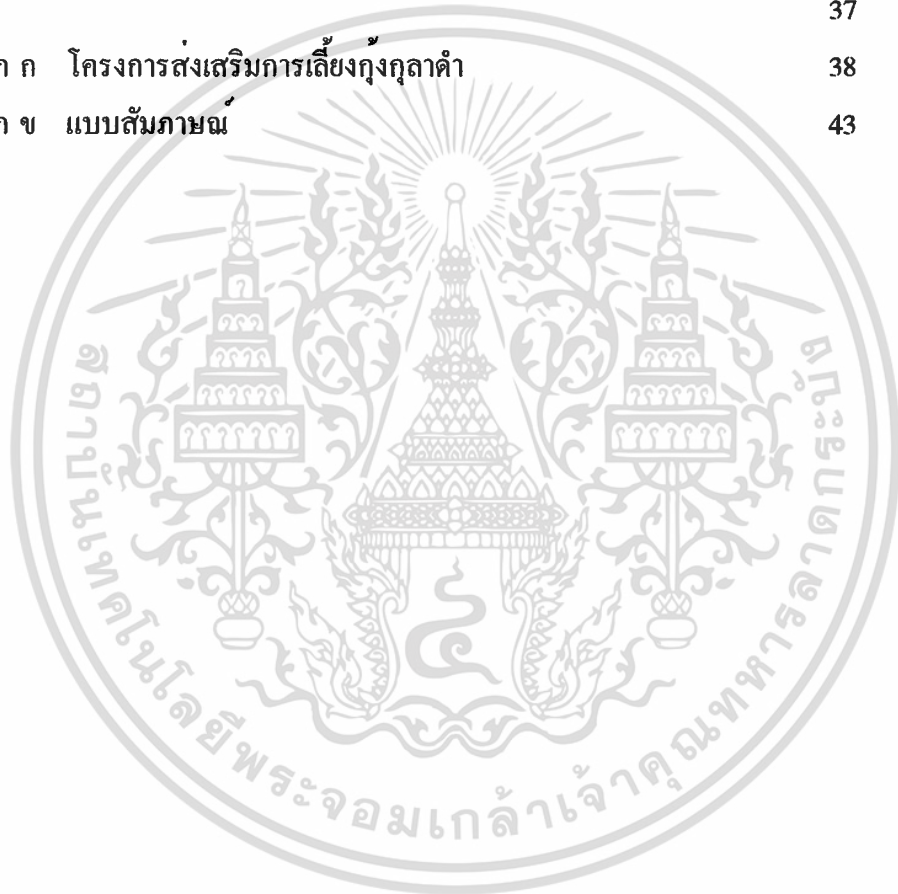 37
ก โครงการส่งเสริมการเลี้ยงกุ้งกุลาดำ 38
ข แบบสัมภาษณ์ 43
สถาบันเทคโนโลยีพระจอมเกล้าเจ้าคุณทหารลาดกระบัง